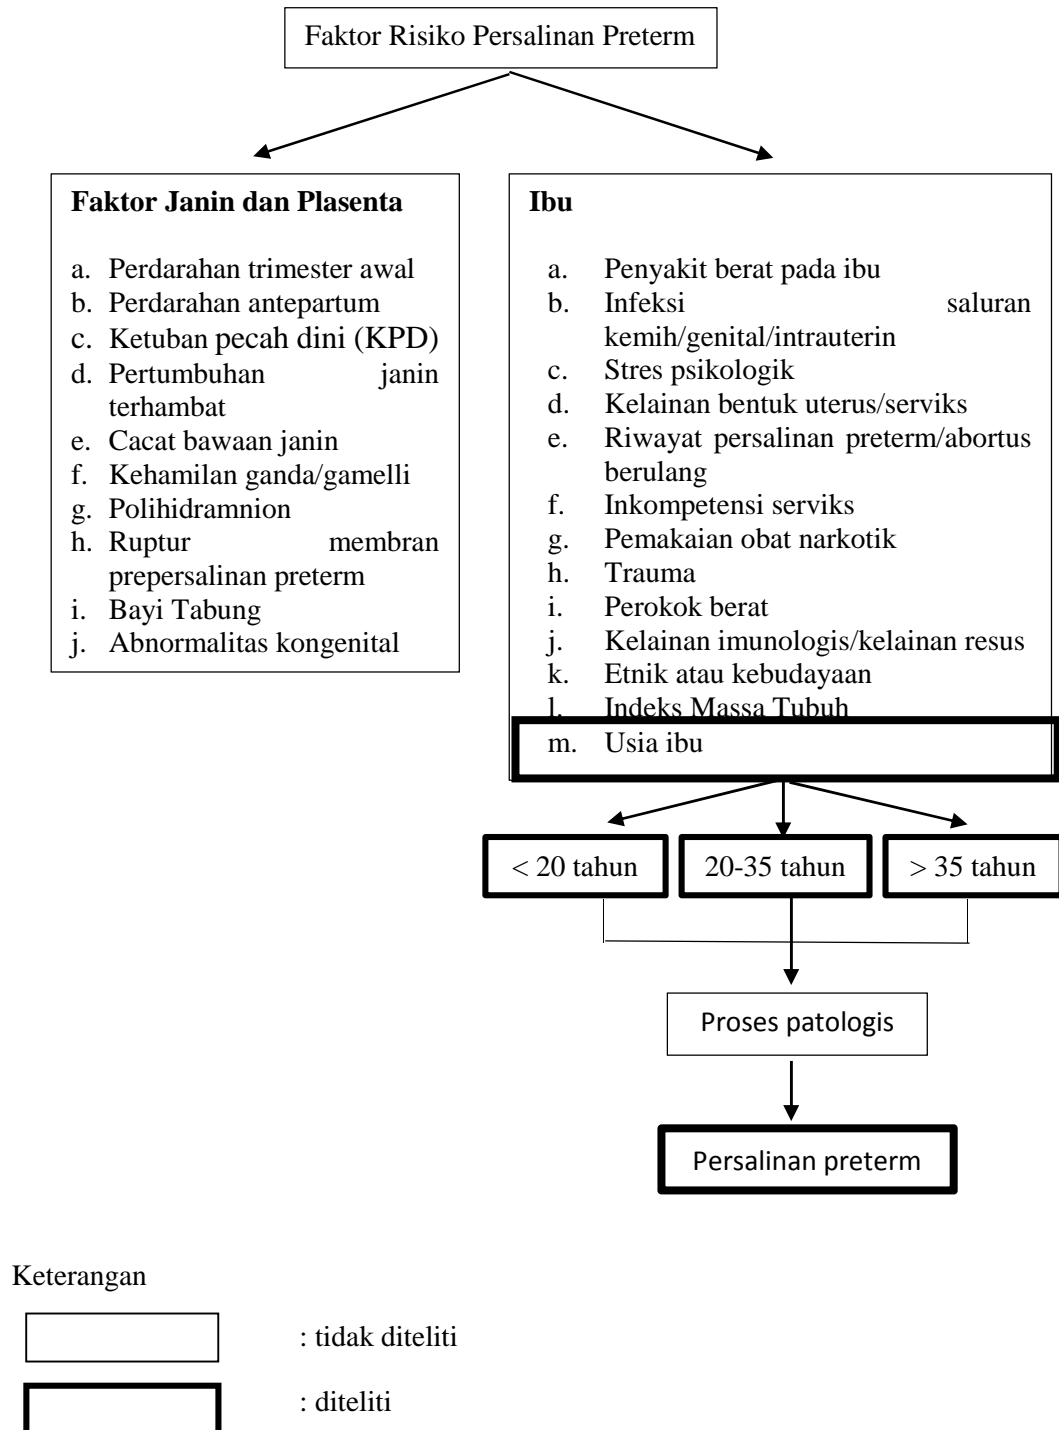 Faktor Risiko Persalinan Preterm
Faktor Janin dan Plasenta
a. Perdarahan trimester awal
b. Perdarahan antepartum
c. Ketuban pecah dini (KPD)
d. Pertumbuhan janin
terhambat
e. Cacat bawaan janin
f. Kehamilan ganda/gamelli
g. Polihidramnion
h. Ruptur membran
prepersalinan preterm
i. Bayi Tabung
j. Abnormalitas kongenital
Ibu
a. Penyakit berat pada ibu
b. Infeksi saluran
kemih/genital/intrauterin
c. Stres psikologik
d. Kelainan bentuk uterus/serviks
e. Riwayat persalinan preterm/abortus
berulang
f. Inkompetensi serviks
g. Pemakaian obat narkotik
h. Trauma
i. Perokok berat
j. Kelainan imunologis/kelainan resus
k. Etnik atau kebudayaan
l. Indeks Massa Tubuh
m. Usia ibu
< 20 tahun
20-35 tahun
> 35 tahun
Proses patologis
Persalinan preterm
Keterangan
: tidak diteliti
: diteliti